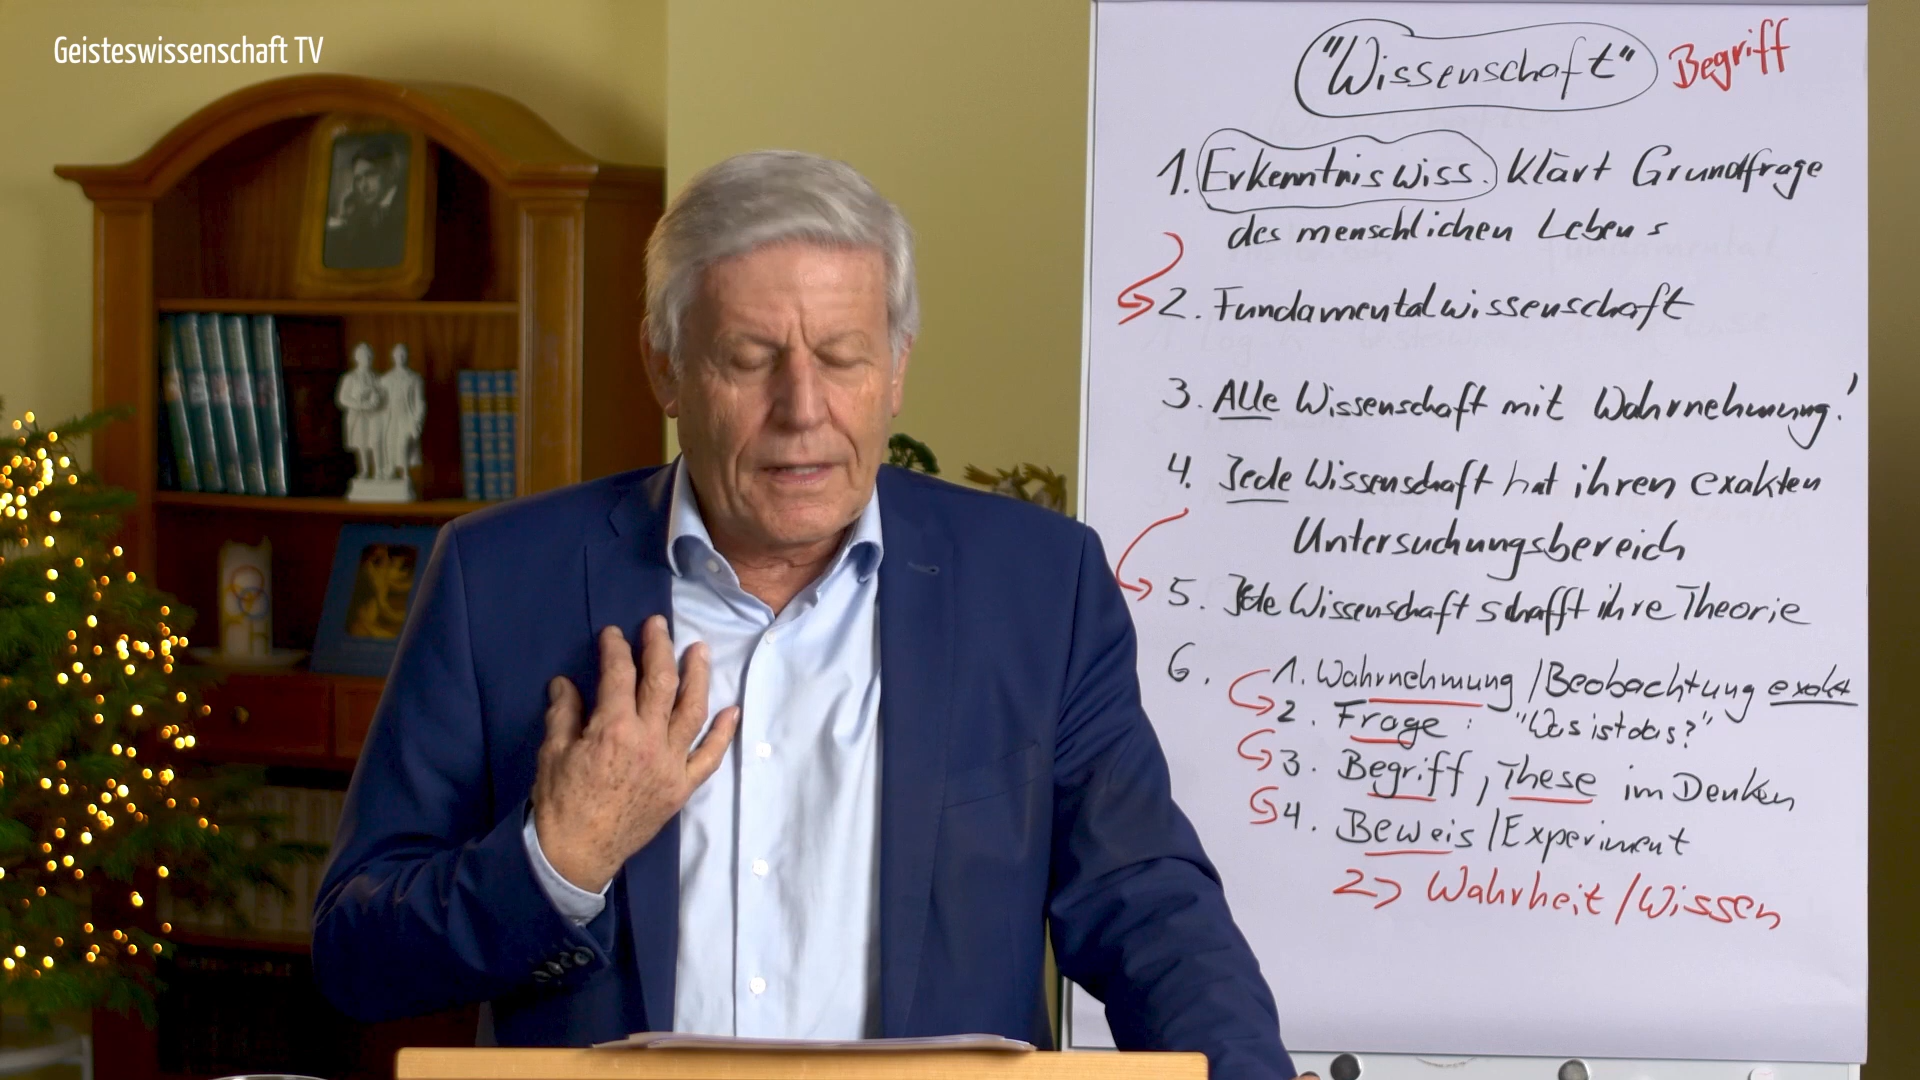 Geisteswissenschaft TV
"Wissenschaft" Begriff
1. Erkenntniswiss. klärt Grundfrage
des menschlichen Lebens
2. Fundamentalwissenschaft
3. Alle Wissenschaft mit Wahrnehmung!
4. Jede Wissenschaft hat ihren exakten
Untersuchungsbereich
5. Jede Wissenschaft schafft ihre Theorie
6. 1. Wahrnehmung / Beobachtung exakt
2. Frage: "Was ist das?"
3. Begriff, These im Denken
4. Beweis / Experiment
=> Wahrheit / Wissen